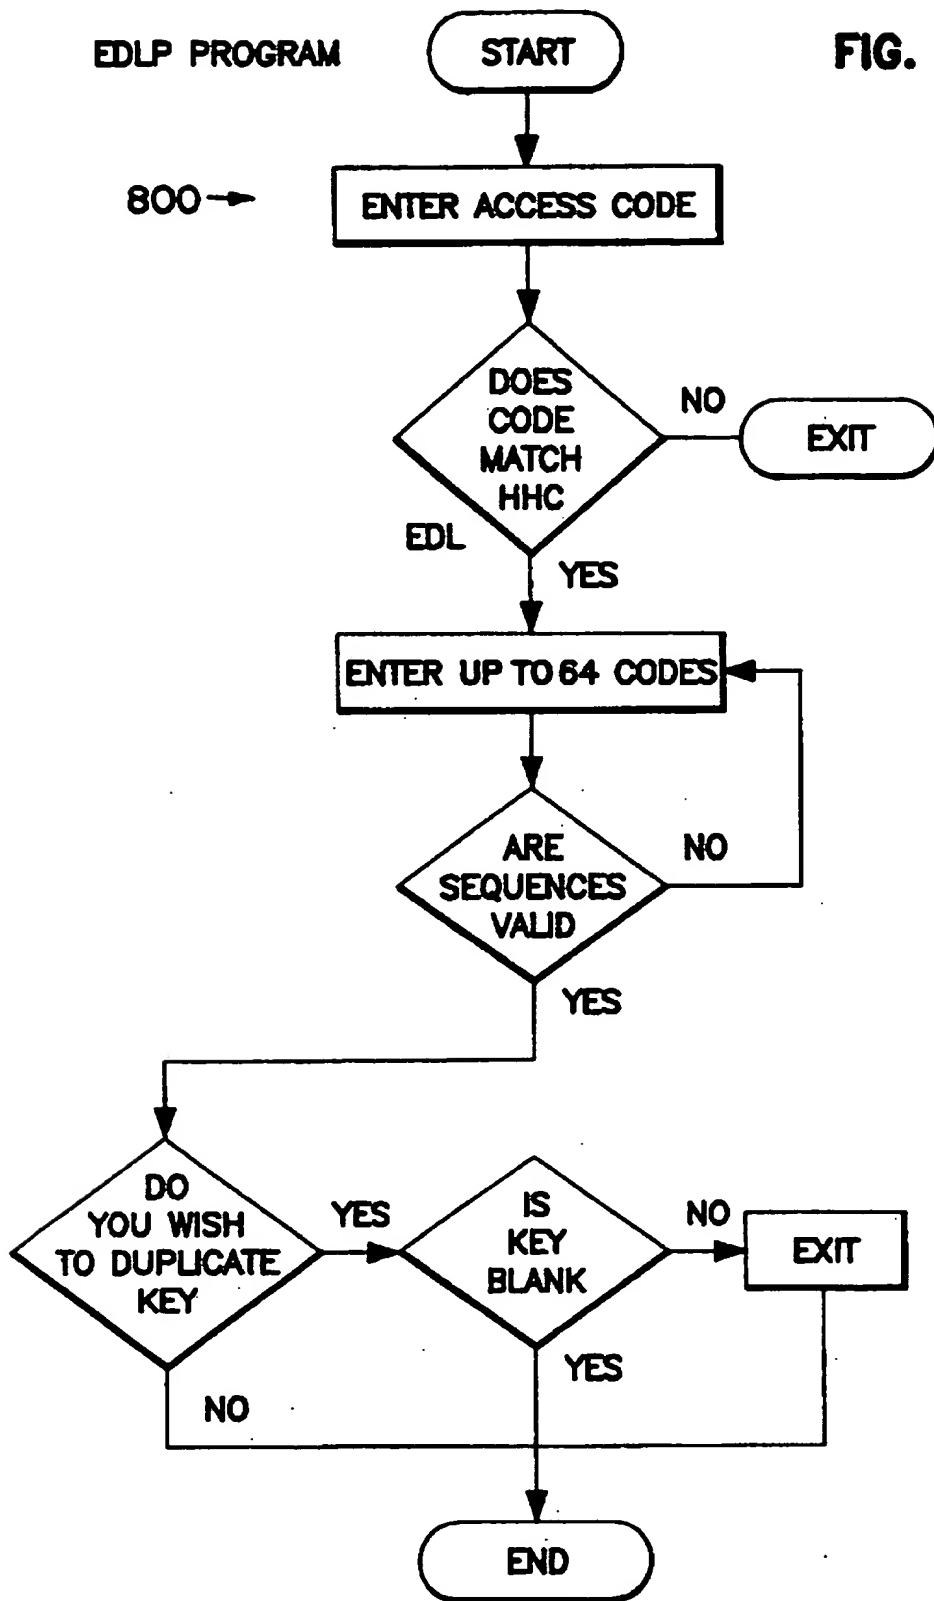 EDLP PROGRAM
START
FIG.
800
ENTER ACCESS CODE
DOES
CODE
MATCH
HHC
NO
EXIT
EDL
YES
ENTER UP TO 64 CODES
ARE
SEQUENCES
VALID
NO
YES
DO
YOU WISH
TO DUPLICATE
KEY
YES
IS
KEY
BLANK
NO
EXIT
NO
YES
END